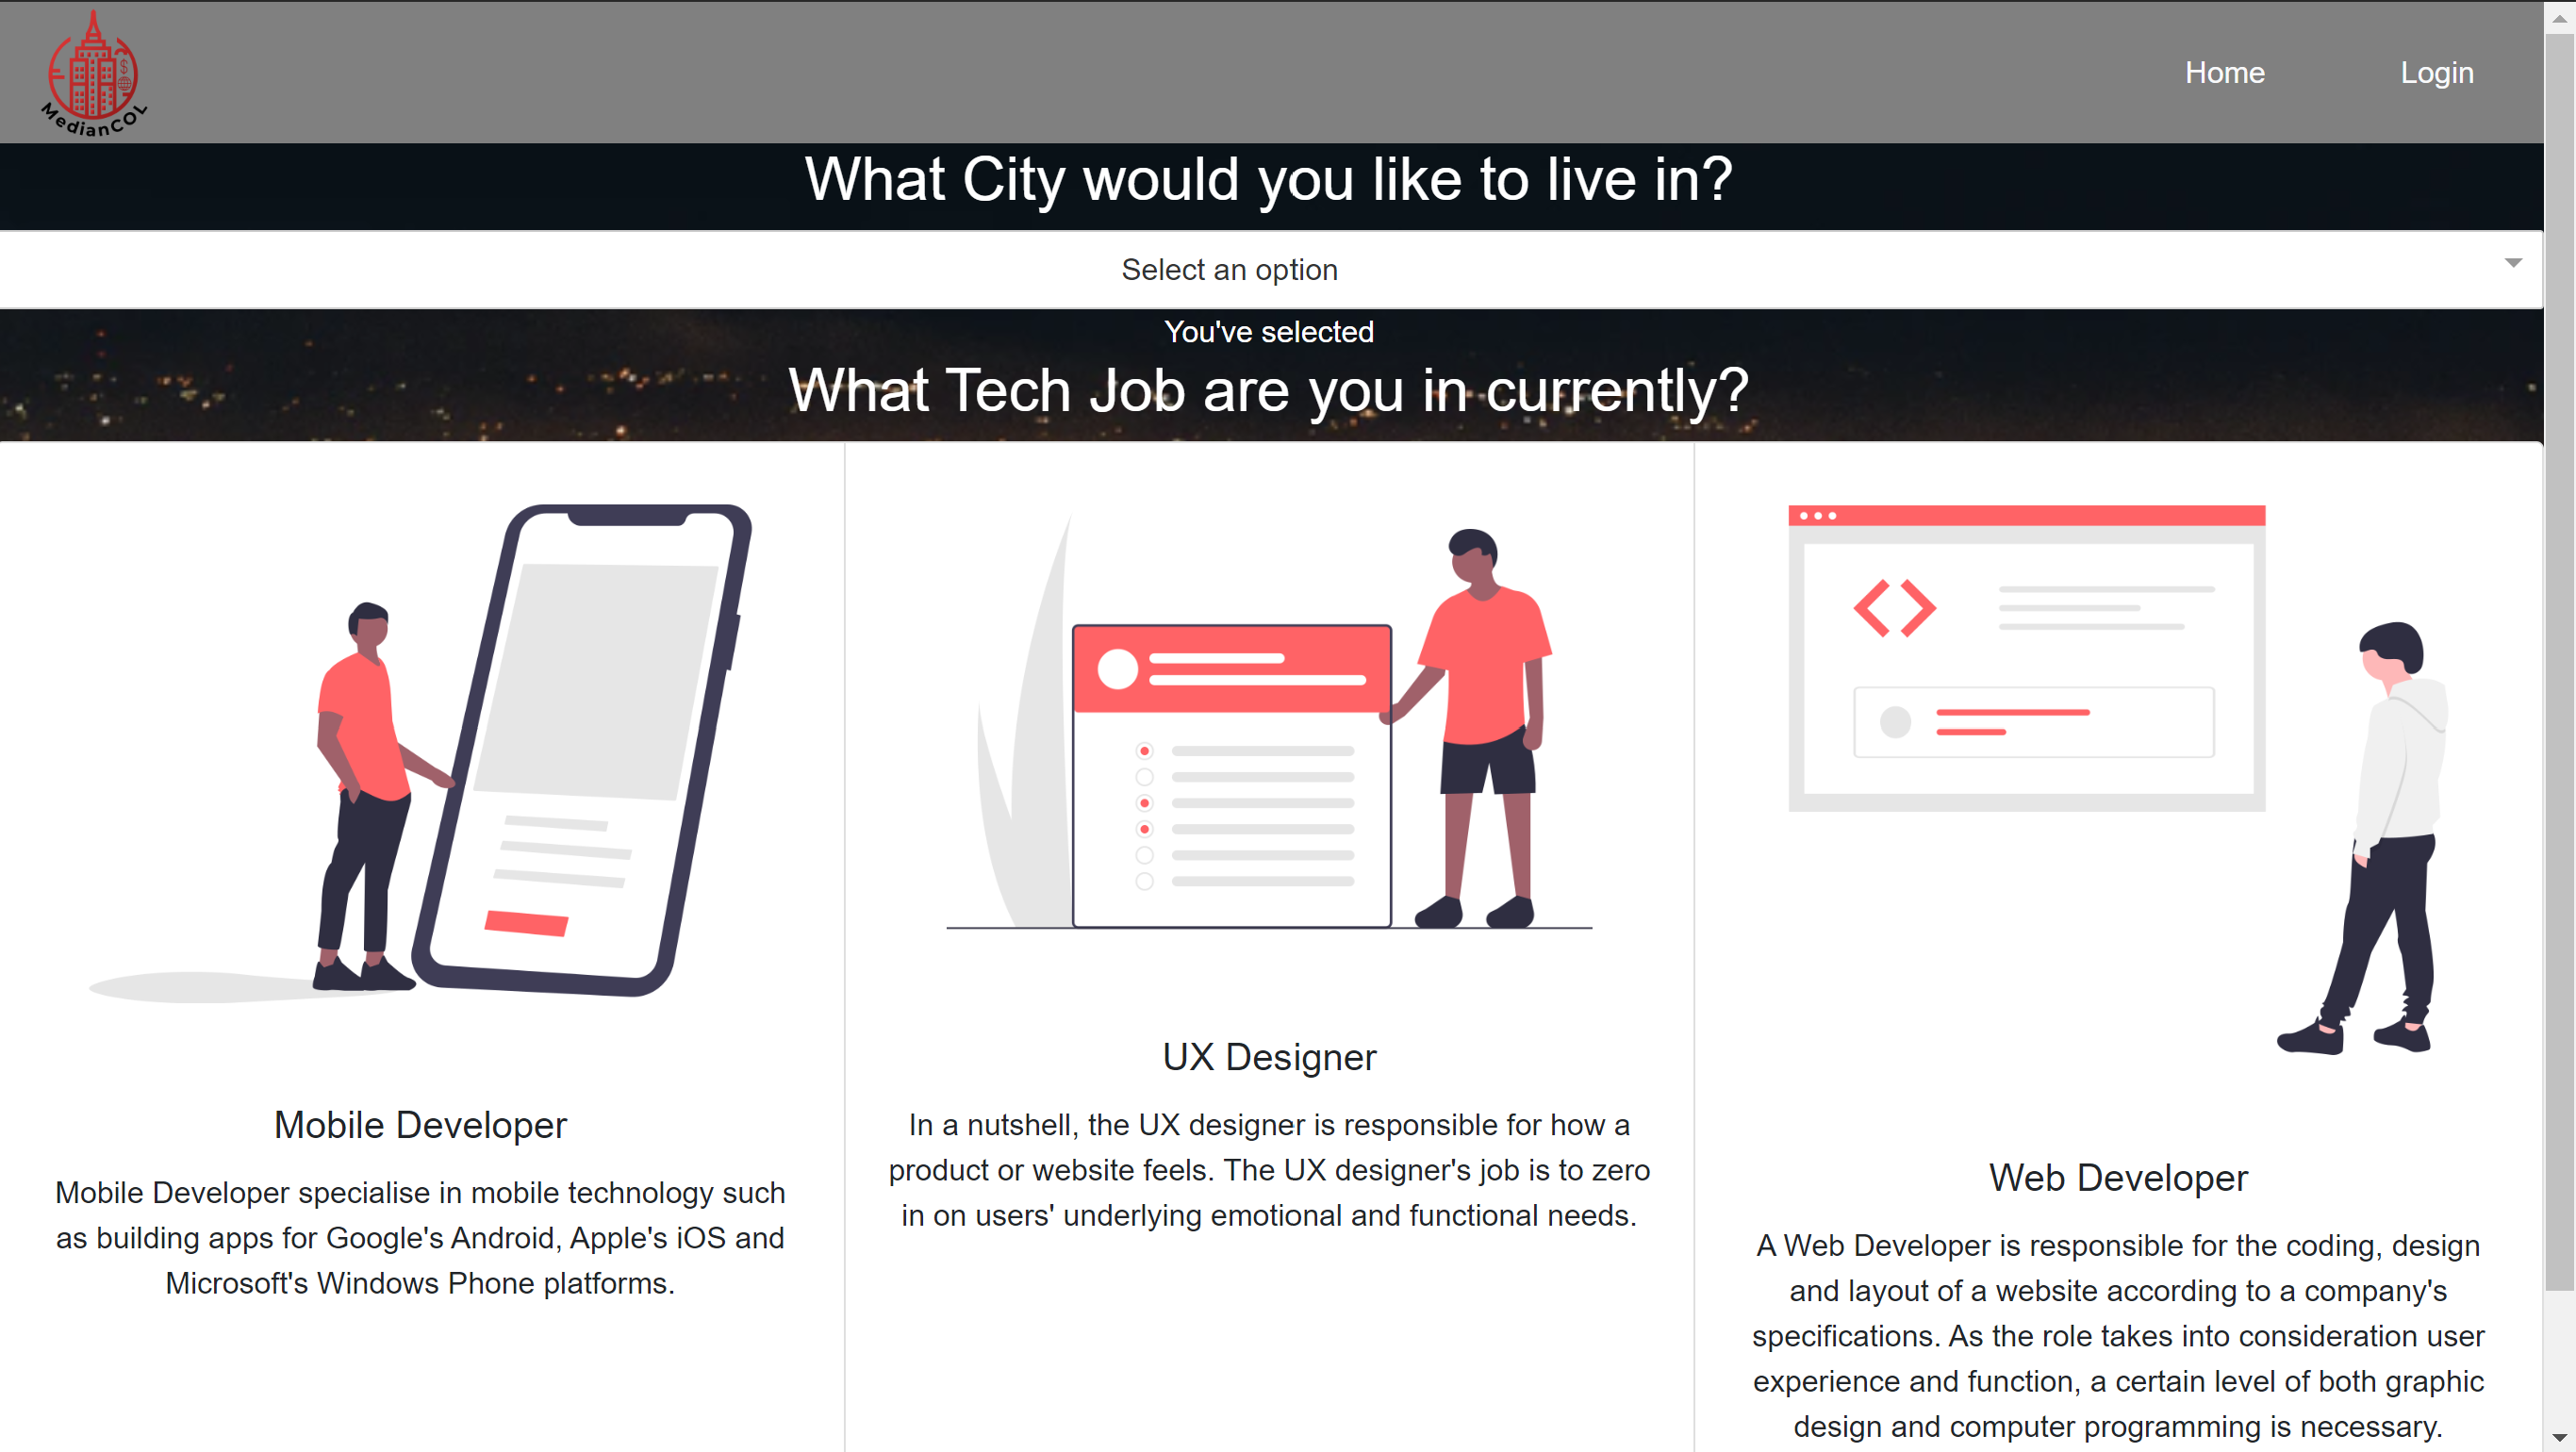 MedianCOL
Home
Login
What City would you like to live in?
Select an option
You've selected
What Tech Job are you in currently?
Mobile Developer
Mobile Developer specialise in mobile technology such
as building apps for Google's Android, Apple's iOS and
Microsoft's Windows Phone platforms.
UX Designer
In a nutshell, the UX designer is responsible for how a
product or website feels. The UX designer's job is to zero
in on users' underlying emotional and functional needs.
Web Developer
A Web Developer is responsible for the coding, design
and layout of a website according to a company's
specifications. As the role takes into consideration user
experience and function, a certain level of both graphic
design and computer programming is necessary.